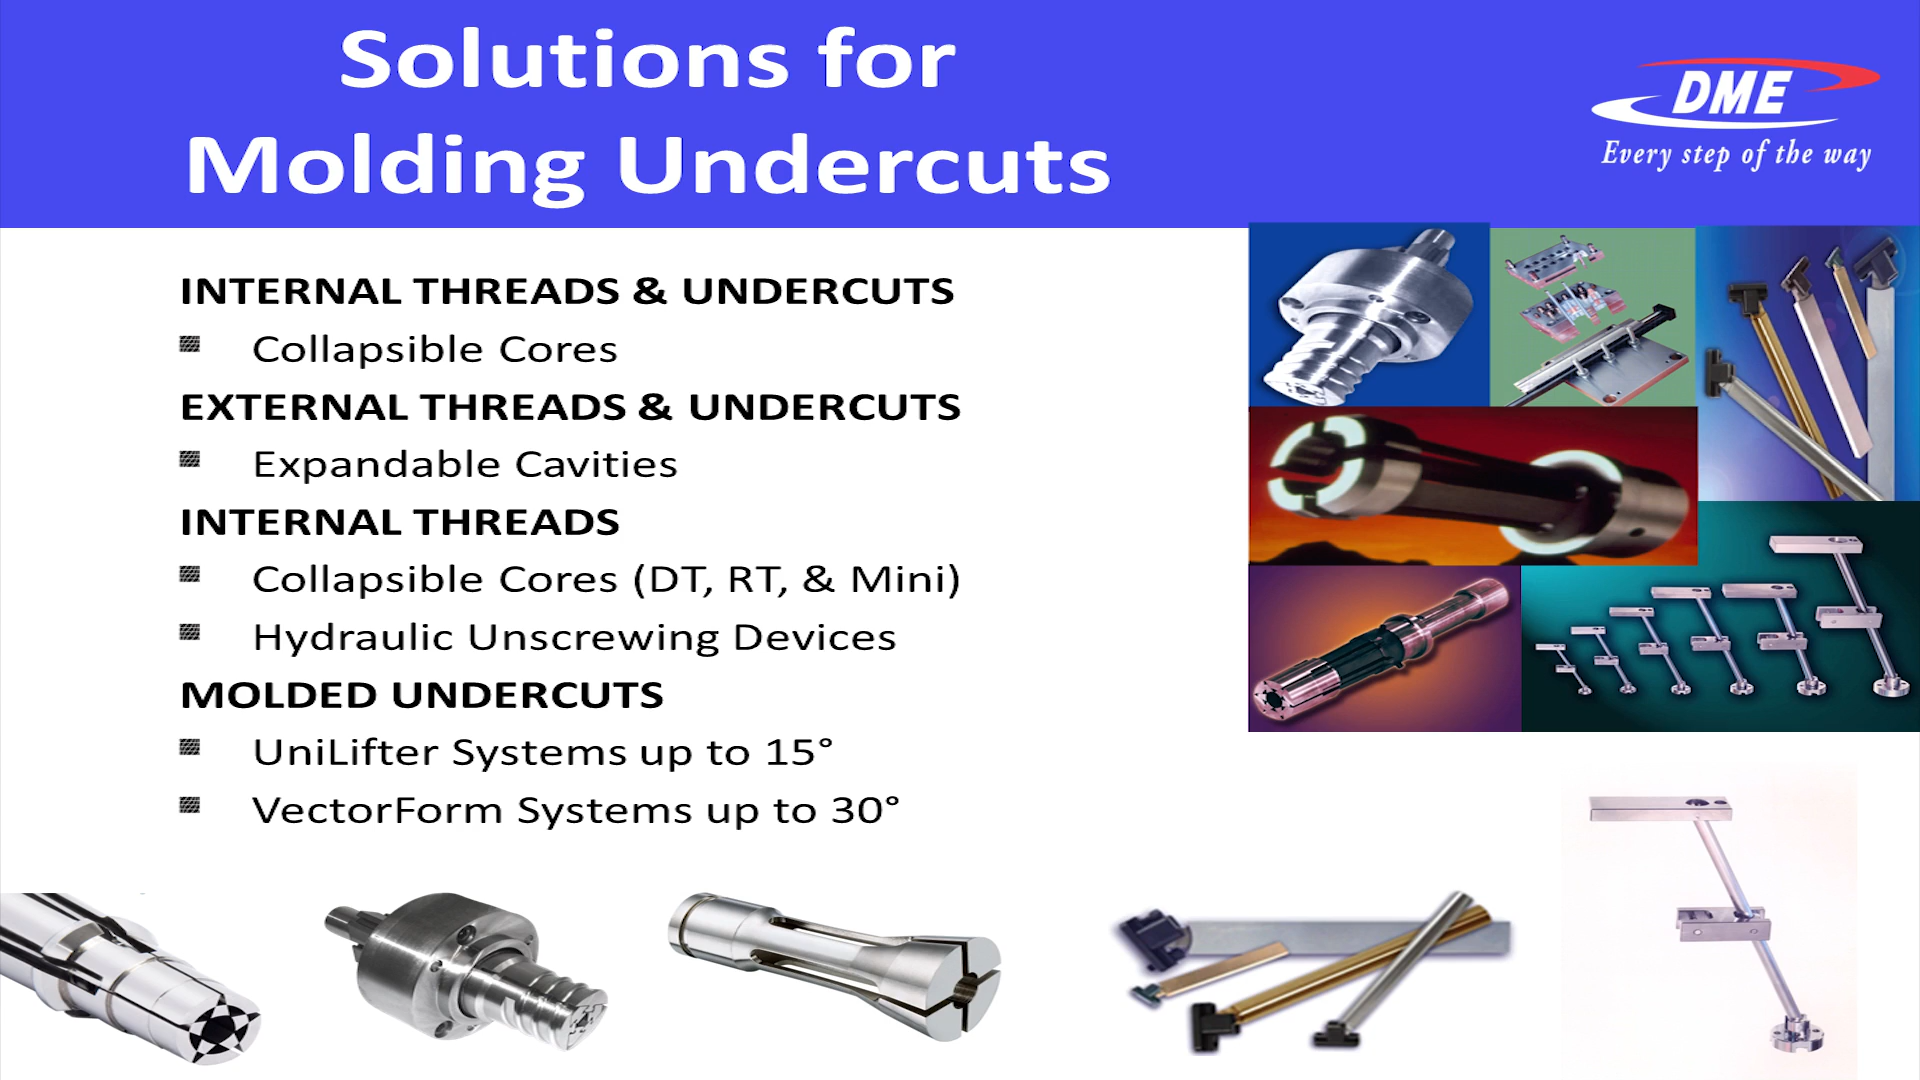 Solutions for
Molding Undercuts
DME
Every step of the way
INTERNAL THREADS & UNDERCUTS
Collapsible Cores
EXTERNAL THREADS & UNDERCUTS
Expandable Cavities
INTERNAL THREADS
Collapsible Cores (DT, RT, & Mini)
Hydraulic Unscrewing Devices
MOLDED UNDERCUTS
UniLifter Systems up to 15°
VectorForm Systems up to 30°